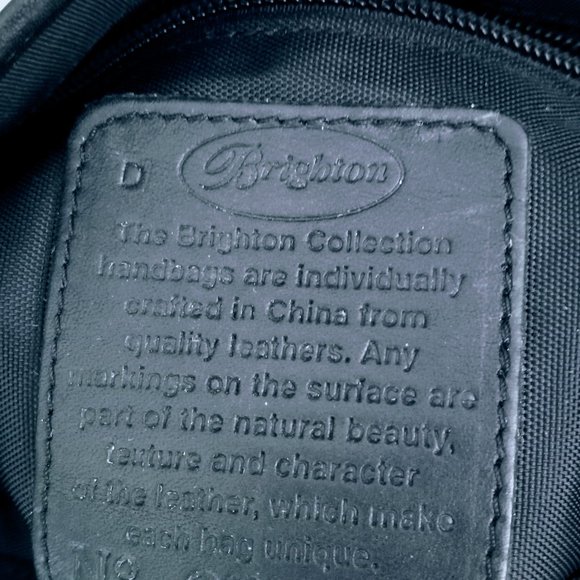 D Brighton
The Brighton Collection
handbags are individually
crafted in China from
quality leathers. Any
markings on the surface are
part of the natural beauty,
texture and character
of the leather, which make
each bag unique.